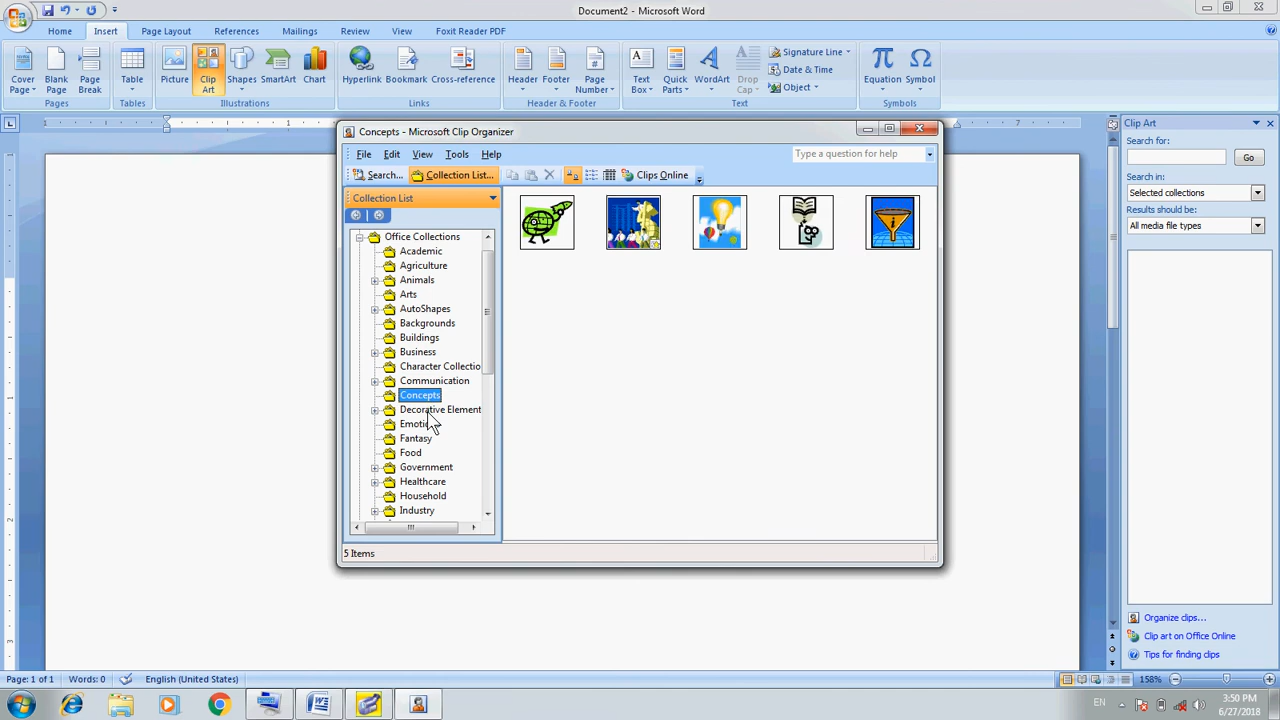 Document2 - Microsoft Word
Home Insert Page Layout References Mailings Review View Foxit Reader PDF
Cover Page Blank Page Page Break Table Picture Clip Art Shapes SmartArt Chart Hyperlink Bookmark Cross-reference Header Footer Page Number Text Box Quick Parts WordArt Drop Cap Signature Line Date & Time Object Equation Symbol
Pages Tables Illustrations Links Header & Footer Text Symbols
1 1 7
Clip Art
Search for:
Go
Search in:
Selected collections
Results should be:
All media file types
Concepts - Microsoft Clip Organizer
File Edit View Tools Help Type a question for help
Search... Collection List... Clips Online
Collection List
Office Collections
Academic
Agriculture
Animals
Arts
AutoShapes
Backgrounds
Buildings
Business
Character Collectio
Communication
Concepts
Decorative Element
Fantasy
Food
Government
Healthcare
Household
Industry
5 Items
Organize clips...
Clip art on Office Online
Tips for finding clips
Page: 1 of 1 Words: 0 English (United States) 158%
EN 3:50 PM
6/27/2018